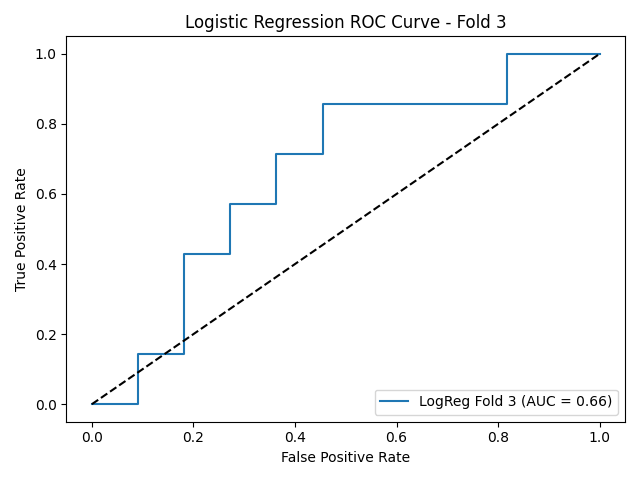 Logistic Regression ROC Curve - Fold 3
True Positive Rate
1.0
0.8
0.6
0.4
0.2
0.0
LogReg Fold 3 (AUC = 0.66)
0.0 0.2 0.4 0.6 0.8 1.0
False Positive Rate